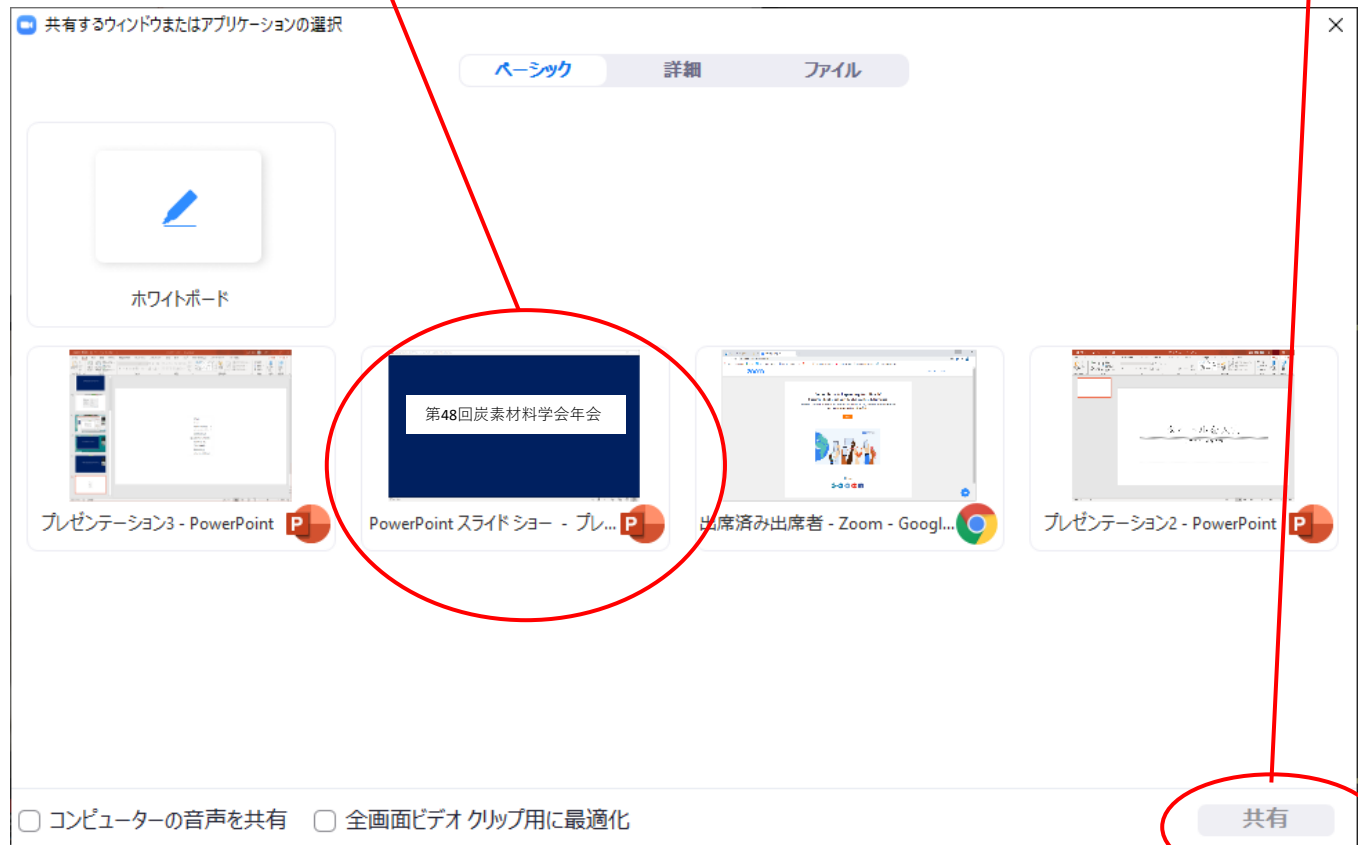 共有するウィンドウまたはアプリケーションの選択
ベーシック 詳細 ファイル
ホワイトボード
第48回炭素材料学会年会
zoom
プレゼンテーション3 - PowerPoint
PowerPoint スライド ショー - プレ...
出席済み出席者 - Zoom - Googl...
プレゼンテーション2 - PowerPoint
コンピューターの音声を共有 全画面ビデオ クリップ用に最適化 共有